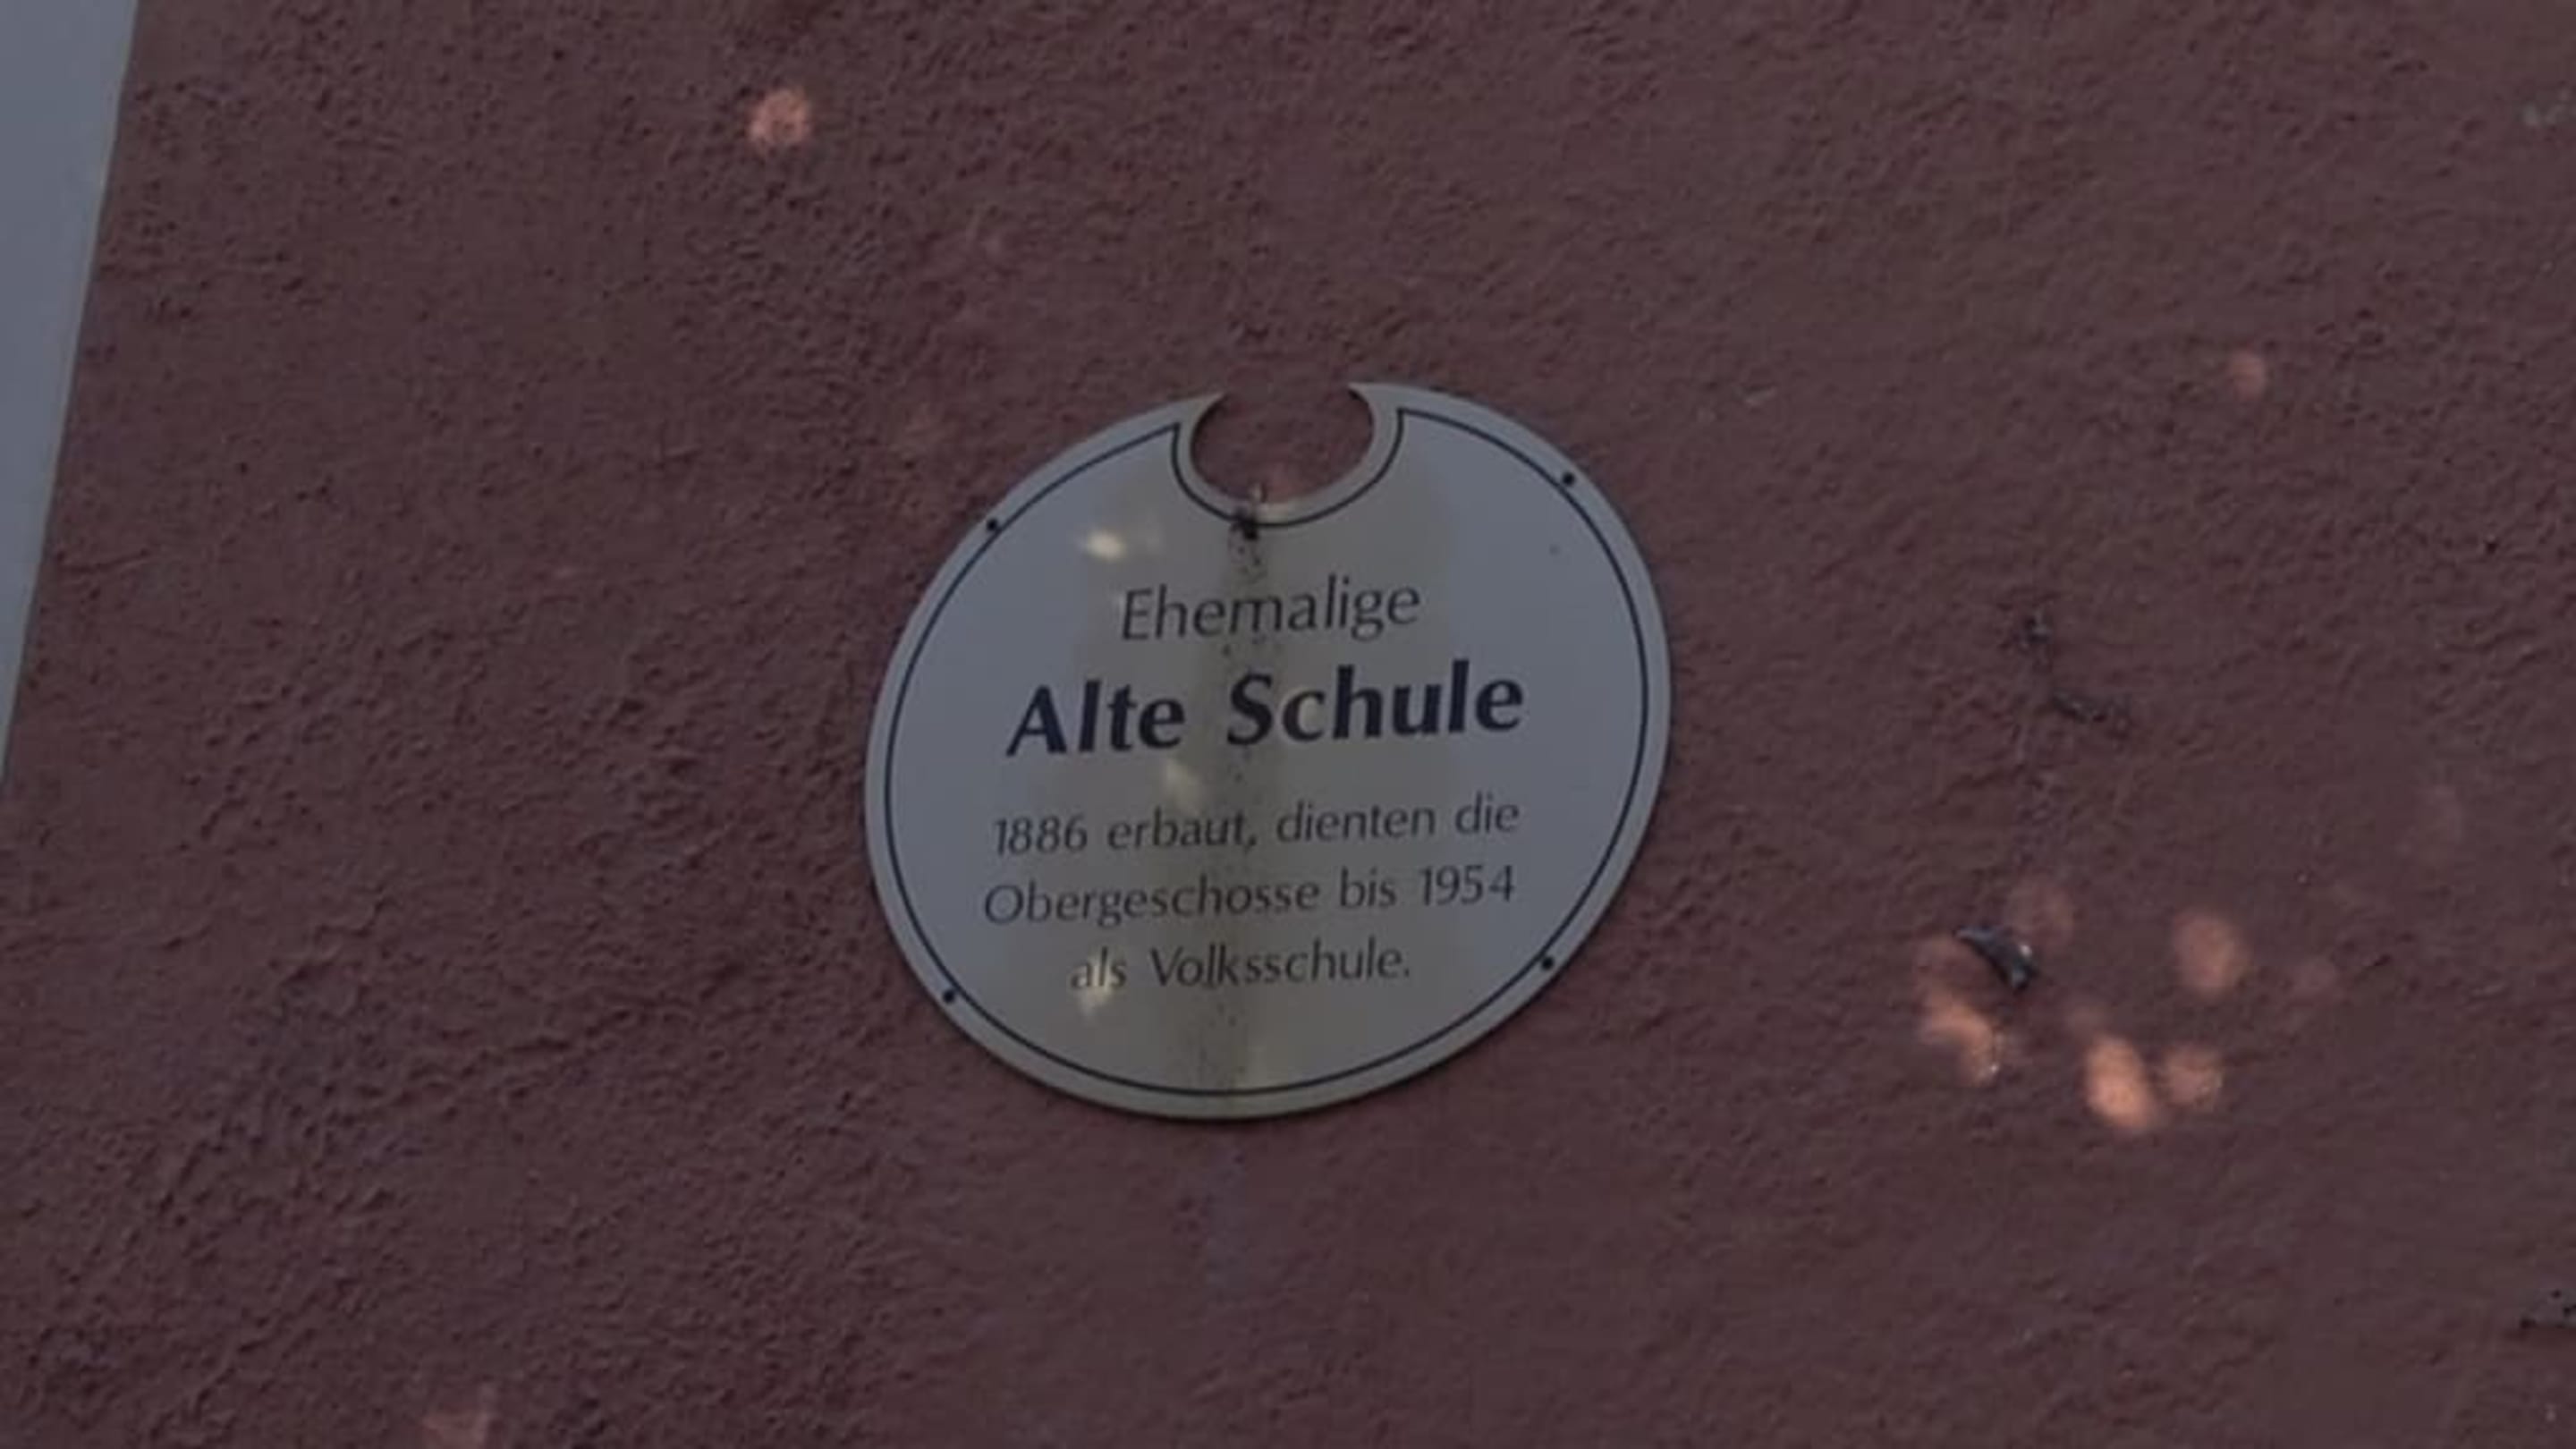 Ehemalige
Alte Schule
1886 erbaut, dienten die
Obergeschosse bis 1954
als Volksschule.